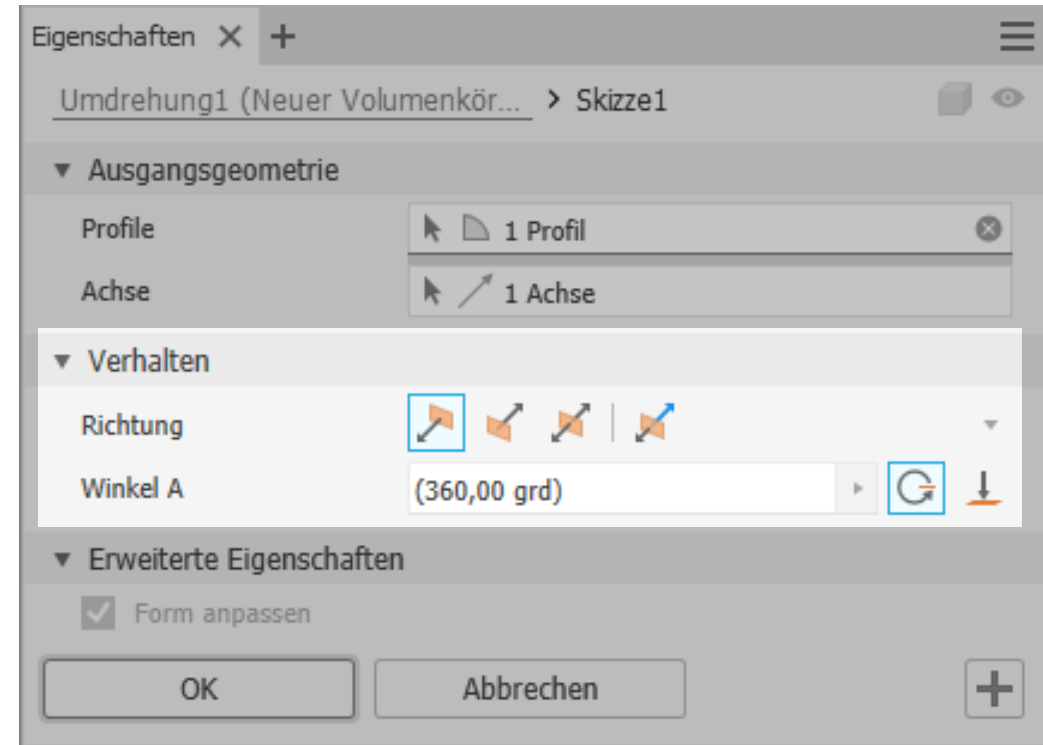 Eigenschaften
Umdrehung1 (Neuer Volumenkör... > Skizze1
Ausgangsgeometrie
Profile 1 Profil
Achse 1 Achse
Verhalten
Richtung
Winkel A (360,00 grd)
Erweiterte Eigenschaften
Form anpassen
OK Abbrechen